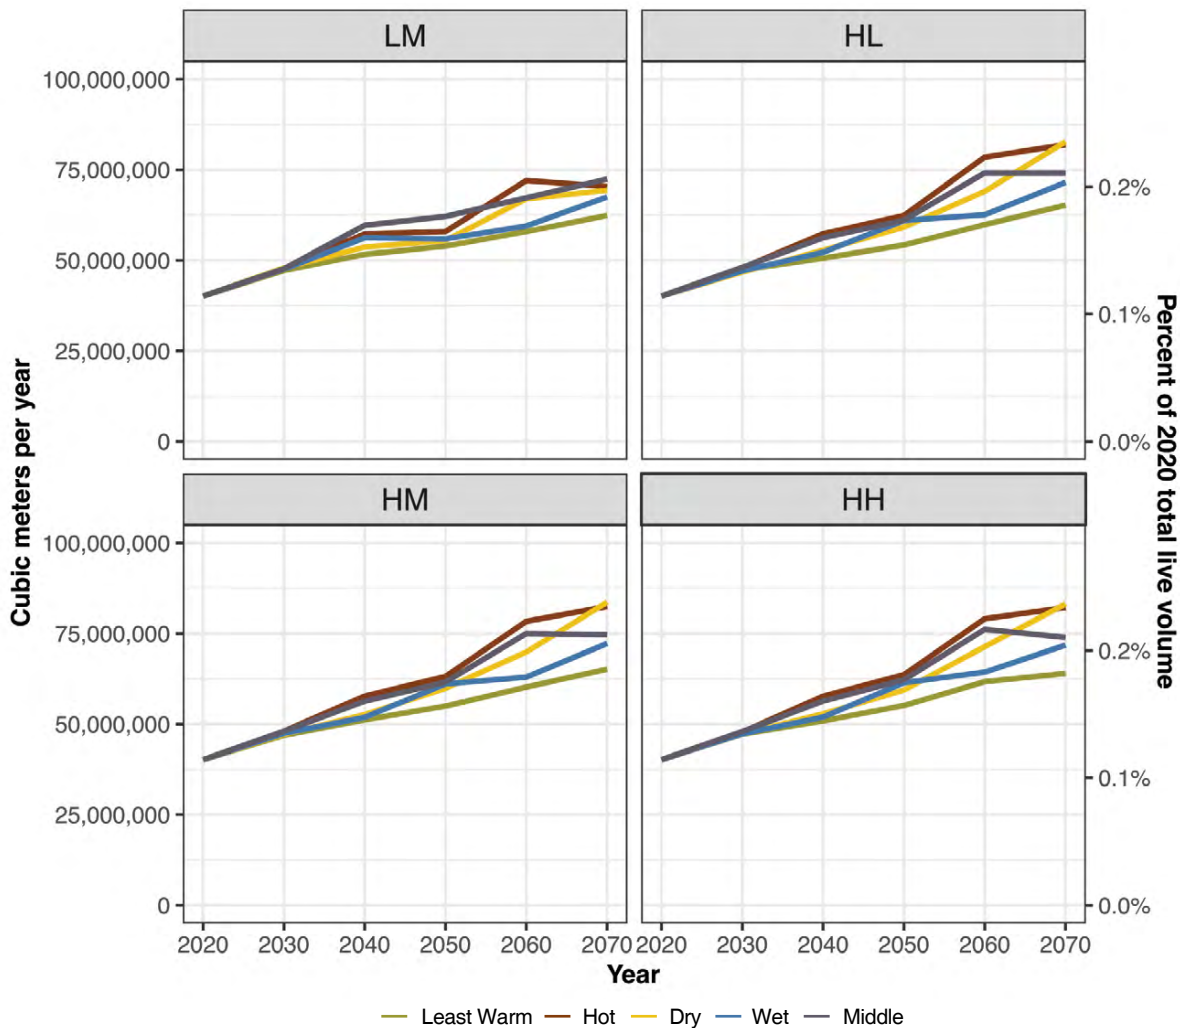 LM
HL
100,000,000
75,000,000
50,000,000
25,000,000
0
0.2%
0.1%
0.0%
Cubic meters per year
Percent of 2020 total live volume
HM
HH
100,000,000
75,000,000
50,000,000
25,000,000
0
0.2%
0.1%
0.0%
2020 2030 2040 2050 2060 2070 2020 2030 2040 2050 2060 2070
Year
Least Warm Hot Dry Wet Middle